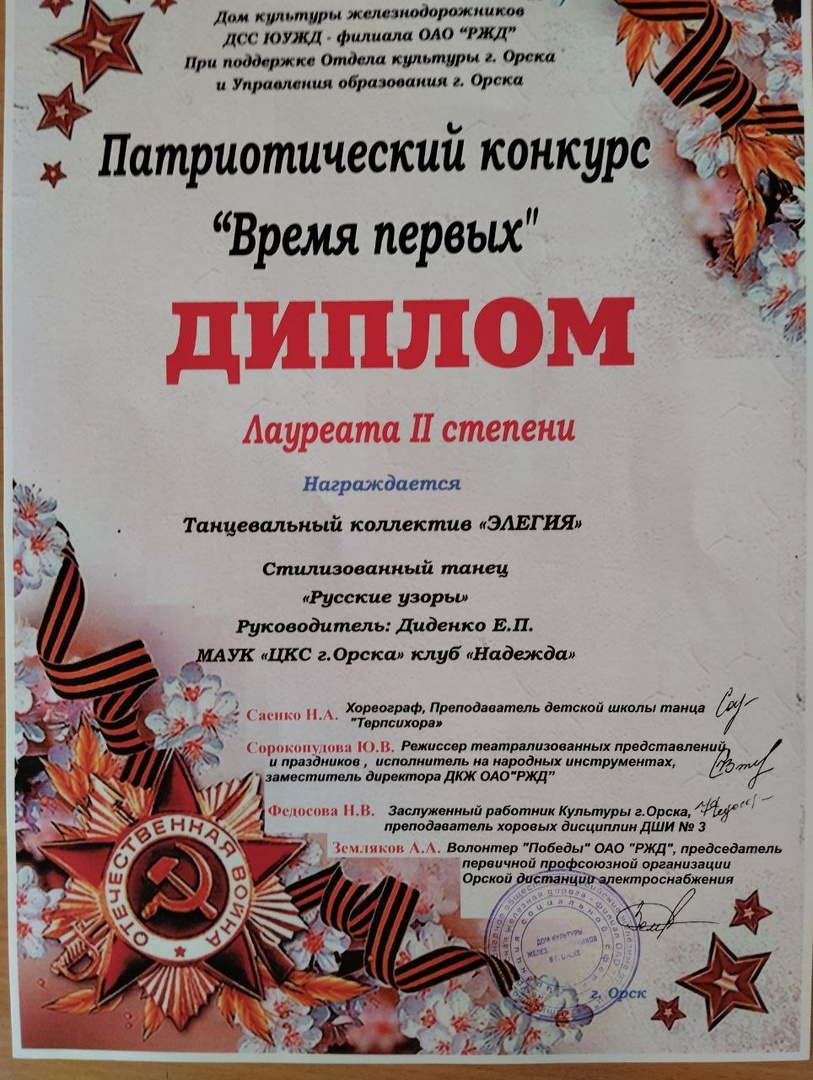 Дом культуры железнодорожников
ДСС ЮУЖД - филиала ОАО “РЖД”
При поддержке Отдела культуры г. Орска
и Управления образования г. Орска
Патриотический конкурс
“Время первых"
ДИПЛОМ
Лауреата II степени
Награждается
Танцевальный коллектив «ЭЛЕГИЯ»
Стилизованный танец
«Русские узоры»
Руководитель: Диденко Е.П.
МАУК «ЦКС г.Орска» клуб «Надежда»
Саенко Н.А. Хореограф, Преподаватель детской школы танца
"Терпсихора»
Сорокопудова Ю.В. Режиссер театрализованных представлений
и праздников , исполнитель на народных инструментах,
заместитель директора ДКЖ ОАО"РЖД”
Федосова Н.В. Заслуженный работник Культуры г.Орска,
преподаватель хоровых дисциплин ДШИ № 3
Земляков А.А. Волонтер "Победы" ОАО "РЖД", председатель
первичной профсоюзной организации
Орской дистанции электроснабжения
ОТЕЧЕСТВЕННАЯ ВОЙНА
ДОМ КУЛЬТУРЫ
г. Орск